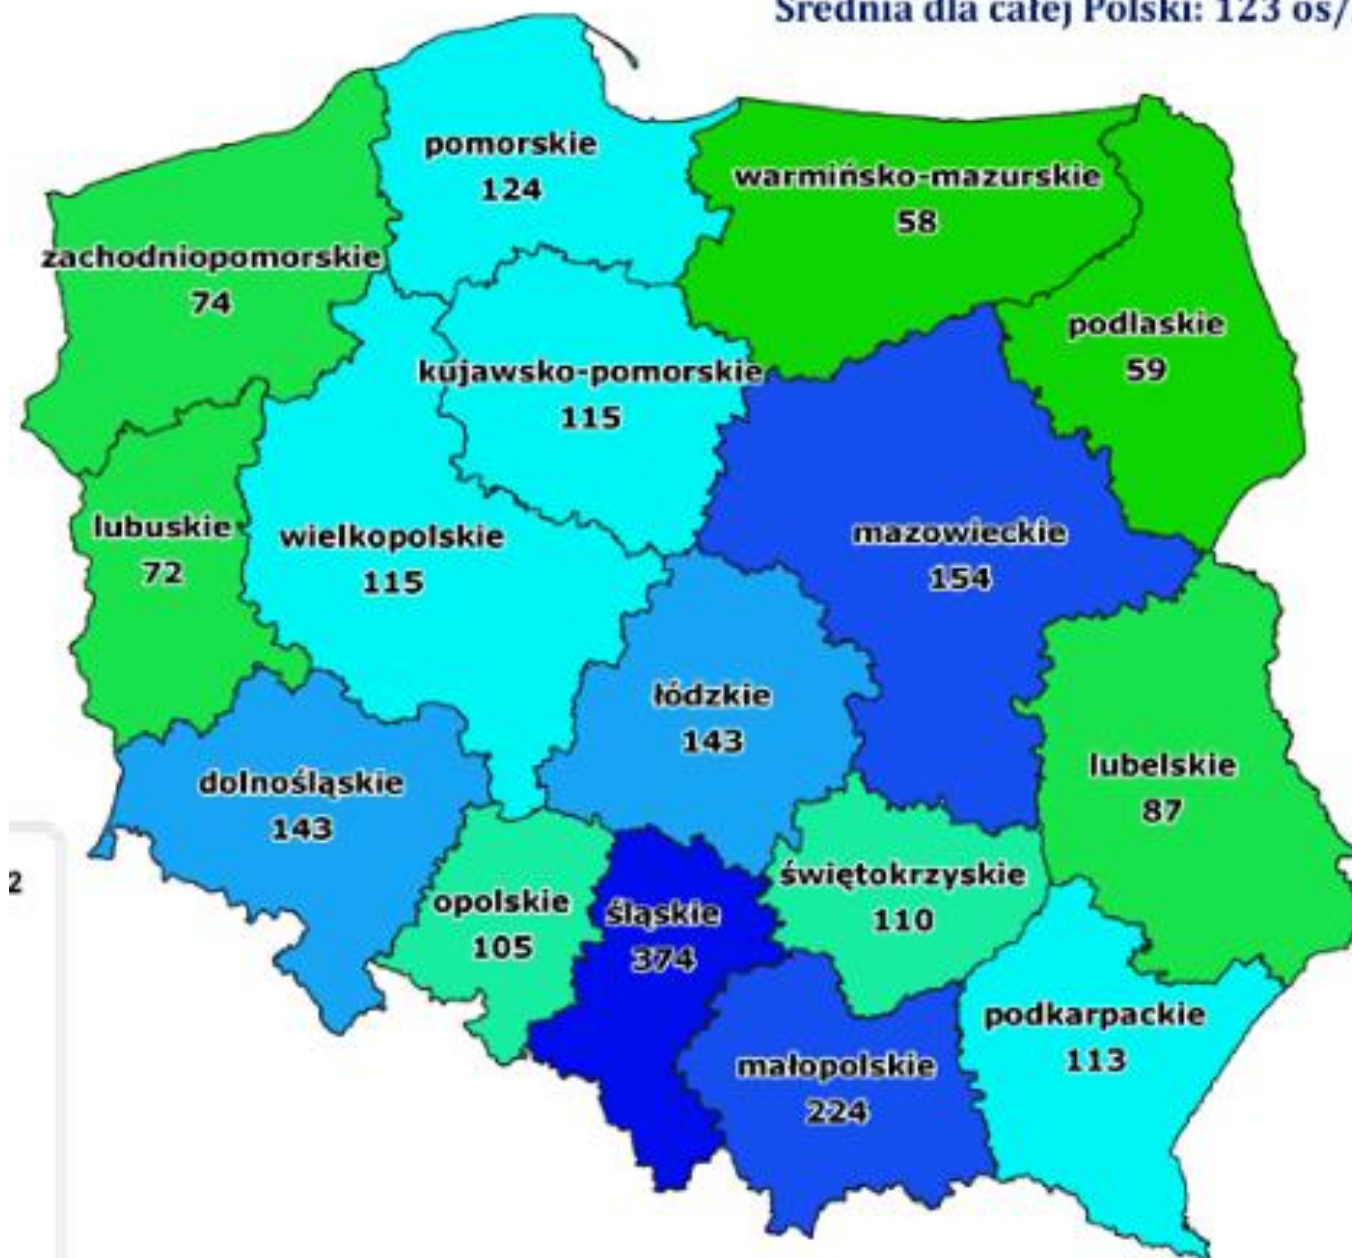 Średnia dla całej Polski: 123 os/
pomorskie
124
warmińsko-mazurskie
58
zachodniopomorskie
74
podlaskie
59
kujawsko-pomorskie
115
lubuskie
72
wielkopolskie
115
mazowieckie
154
łódzkie
143
dolnośląskie
143
lubelskie
87
opolskie
105
śląskie
374
świętokrzyskie
110
2
podkarpackie
113
małopolskie
224